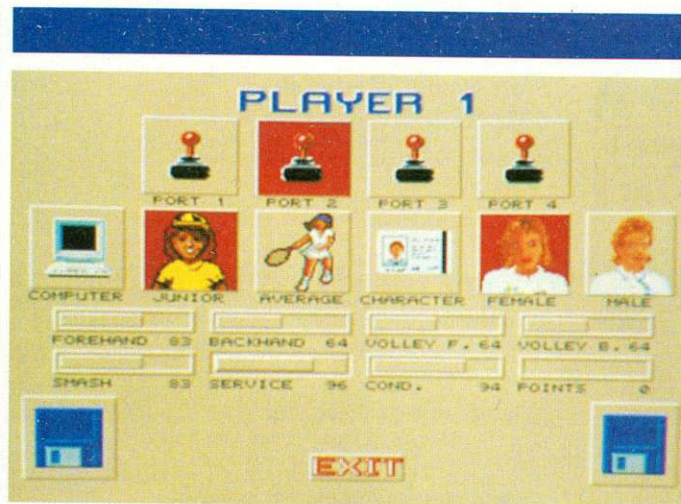 PLAYER 1
PORT 1 PORT 2 PORT 3 PORT 4
COMPUTER JUNIOR AVERAGE CHARACTER FEMALE MALE
FOREHAND 83 BACKHAND 64 VOLLEY F. 64 VOLLEY B. 64
SMASH 83 SERVICE 96 COND. 94 POINTS 0
EXIT